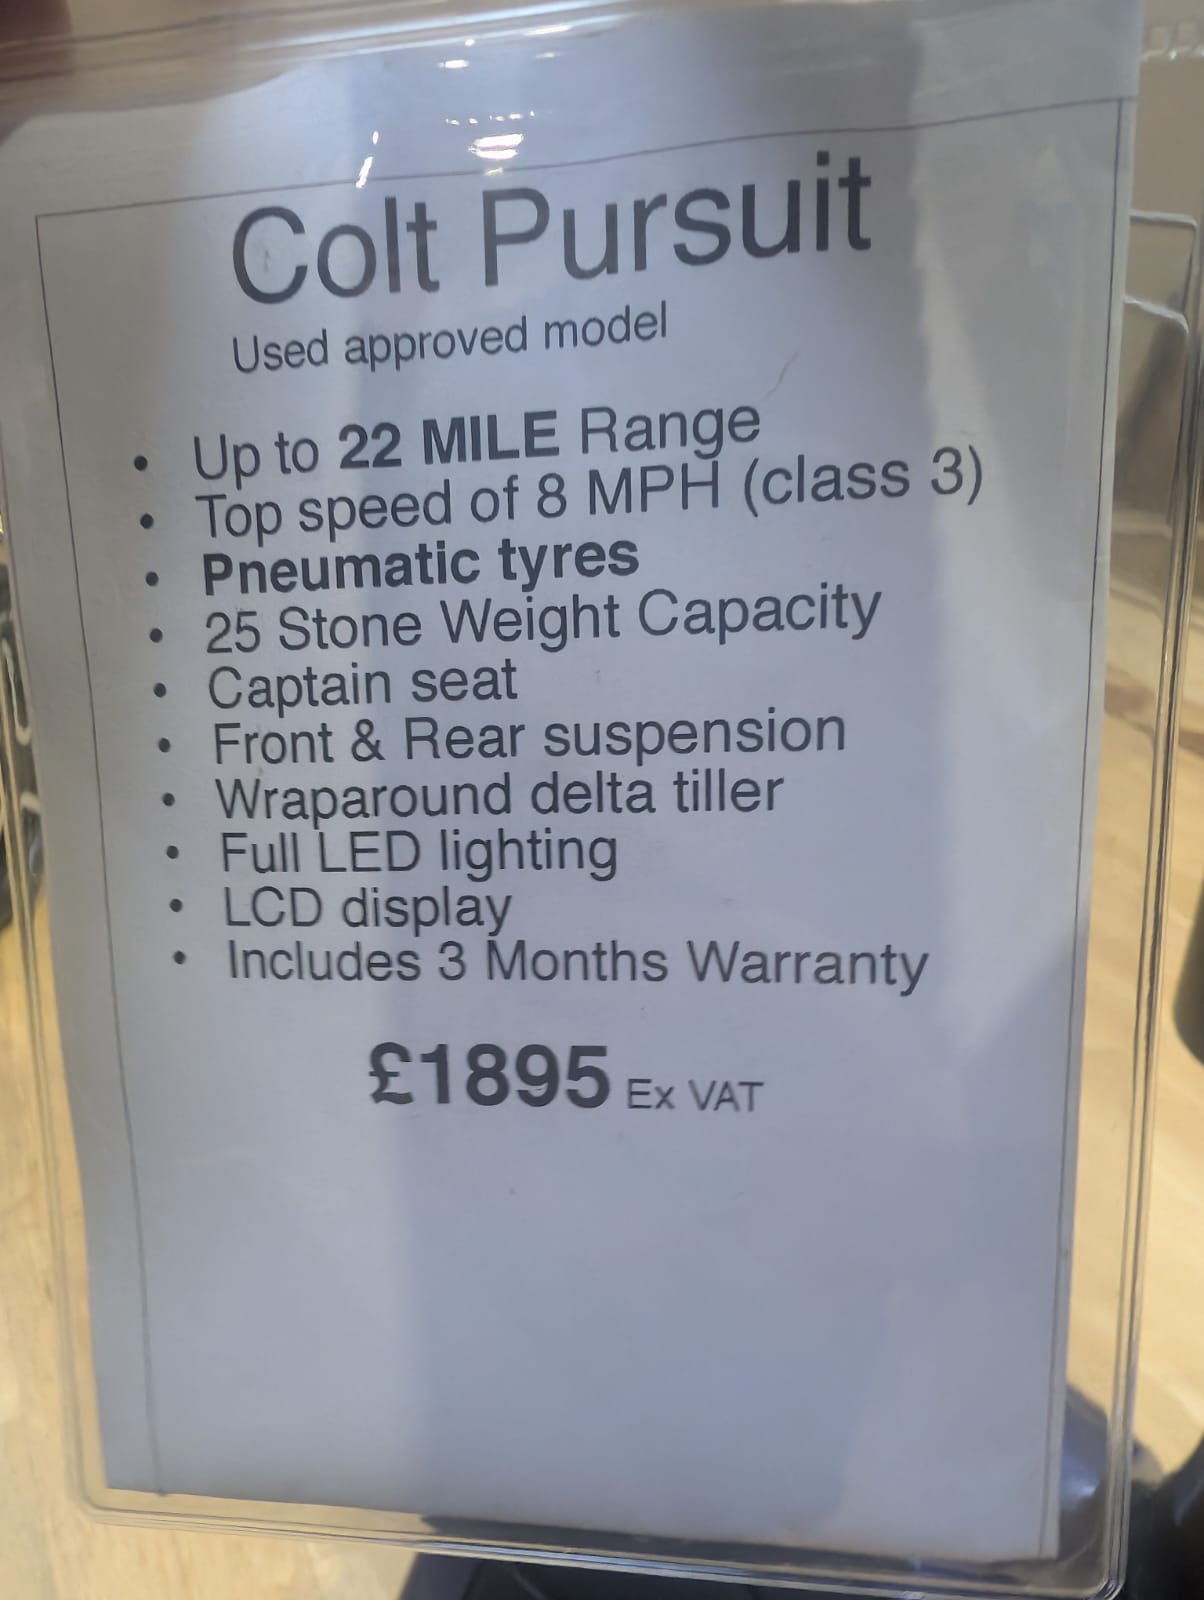 Colt Pursuit
Used approved model
• Up to 22 MILE Range
• Top speed of 8 MPH (class 3)
• Pneumatic tyres
• 25 Stone Weight Capacity
• Captain seat
• Front & Rear suspension
• Wraparound delta tiller
• Full LED lighting
• LCD display
• Includes 3 Months Warranty
£1895 Ex VAT